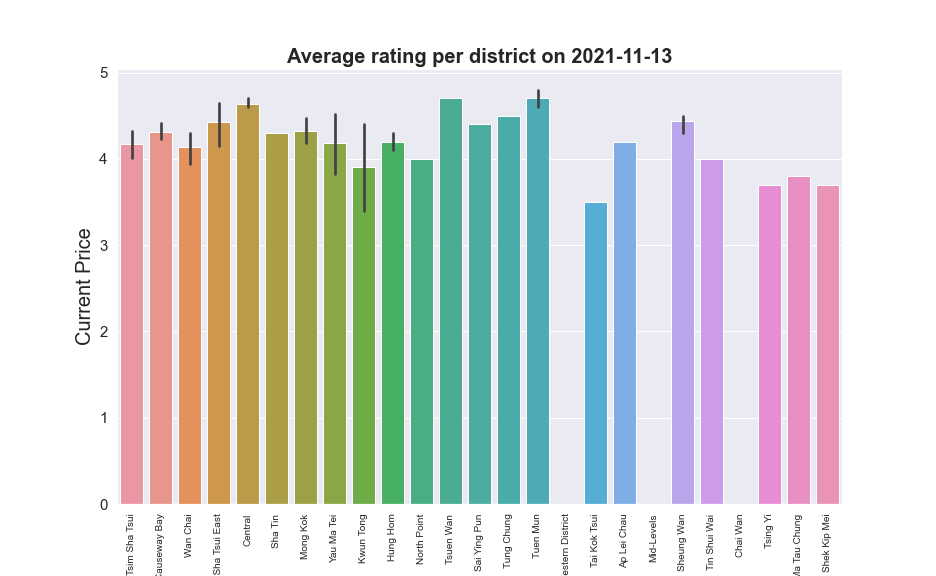 Average rating per district on 2021-11-13
Current Price
5
4
3
2
1
0
Tsim Sha Tsui
Causeway Bay
Wan Chai
Sha Tsui East
Central
Sha Tin
Mong Kok
Yau Ma Tei
Kwun Tong
Hung Hom
North Point
Tsuen Wan
Sai Ying Pun
Tung Chung
Tuen Mun
estern District
Tai Kok Tsui
Ap Lei Chau
Mid-Levels
Sheung Wan
Tin Shui Wai
Chai Wan
Tsing Yi
Ma Tau Chung
Shek Kip Mei